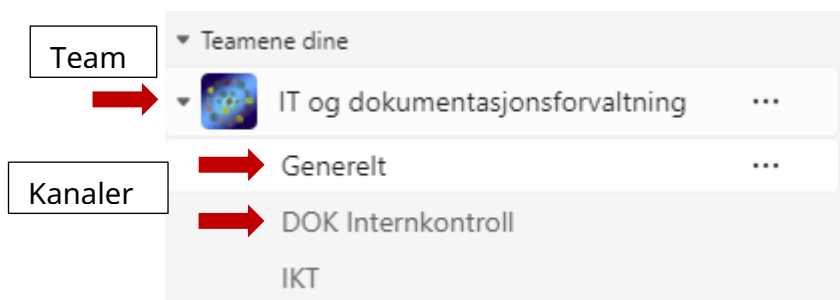 Team
Teamene dine
IT og dokumentasjonsforvaltning
Generelt
Kanaler
DOK Internkontroll
IKT